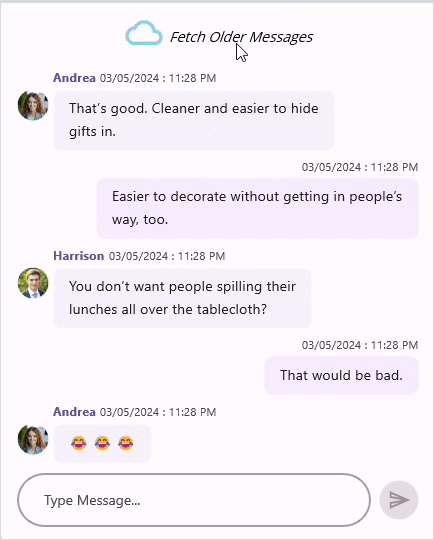 Fetch Older Messages
Andrea 03/05/2024 : 11:28 PM
That’s good. Cleaner and easier to hide
gifts in.
03/05/2024 : 11:28 PM
Easier to decorate without getting in people’s
way, too.
Harrison 03/05/2024 : 11:28 PM
You don’t want people spilling their
lunches all over the tablecloth?
03/05/2024 : 11:28 PM
That would be bad.
Andrea 03/05/2024 : 11:28 PM
😂 😂 😂
Type Message...